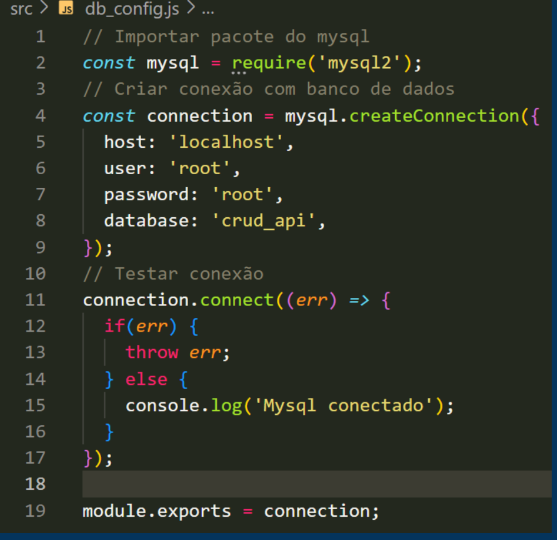 src > JS db_config.js > ...
1 // Importar pacote do mysql
2 const mysql = require('mysql2');
3 // Criar conexão com banco de dados
4 const connection = mysql.createConnection({
5   host: 'localhost',
6   user: 'root',
7   password: 'root',
8   database: 'crud_api',
9 });
10 // Testar conexão
11 connection.connect((err) => {
12   if(err) {
13     throw err;
14   } else {
15     console.log('Mysql conectado');
16   }
17 });
18
19 module.exports = connection;